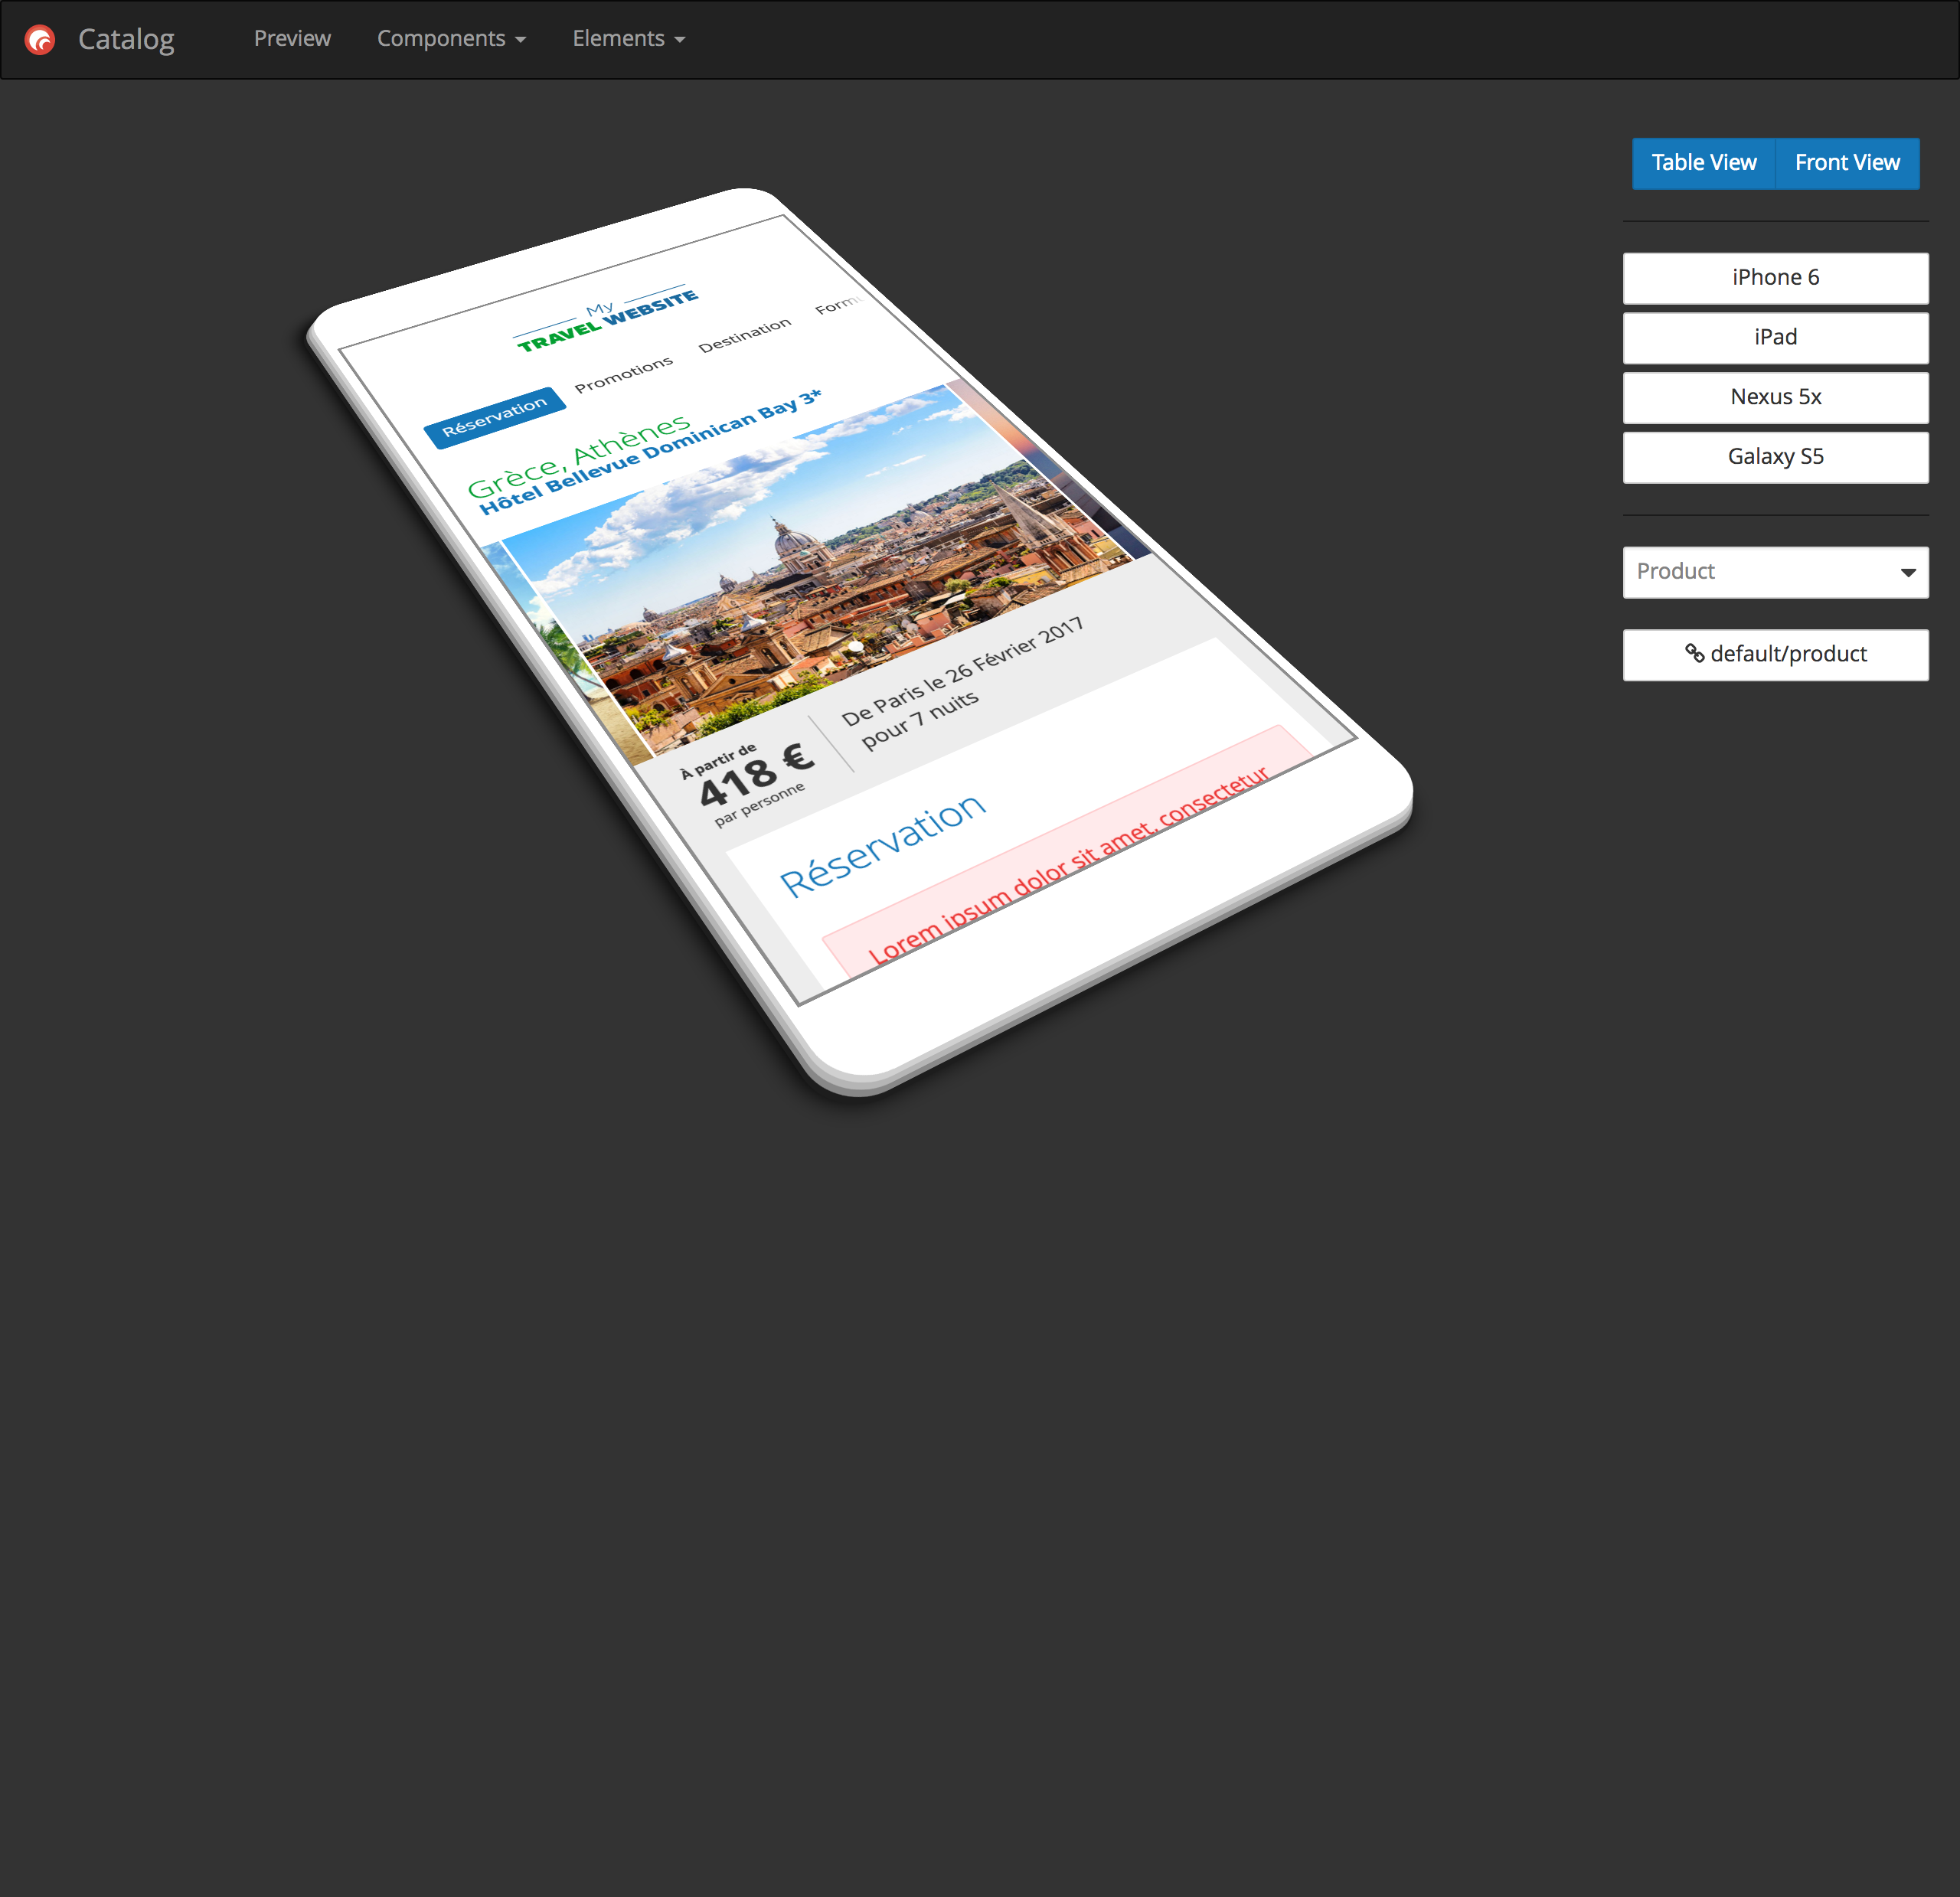 Catalog
Preview
Components
Elements
Table View
Front View
iPhone 6
iPad
Nexus 5x
Galaxy S5
Product
default/product
My
TRAVEL WEBSITE
Réservation
Promotions
Destination
Grèce, Athènes
Hôtel Bellevue Dominican Bay 3*
À partir de
418 €
par personne
De Paris le 26 Février 2017
pour 7 nuits
Réservation
Lorem ipsum dolor sit amet, consectetur